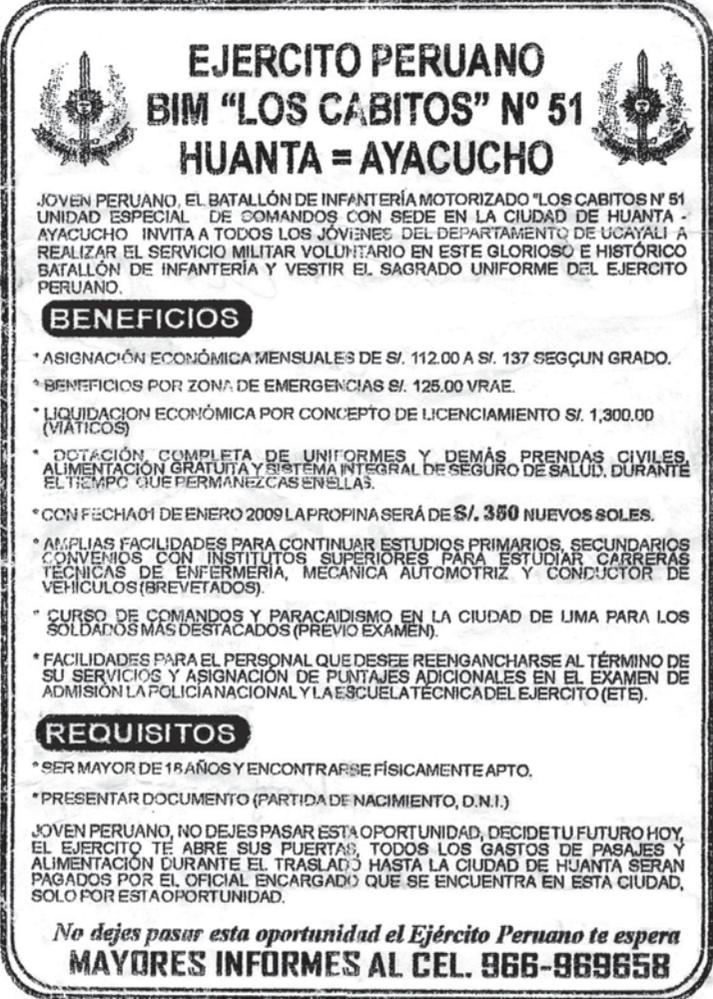 EJERCITO PERUANO
BIM “LOS CABITOS” Nº 51
HUANTA = AYACUCHO
JOVEN PERUANO, EL BATALLÓN DE INFANTERÍA MOTORIZADO "LOS CABITOS Nº 51
UNIDAD ESPECIAL DE COMANDOS CON SEDE EN LA CIUDAD DE HUANTA -
AYACUCHO INVITA A TODOS LOS JÓVENES DEL DEPARTAMENTO DE UCAYALI A
REALIZAR EL SERVICIO MILITAR VOLUNTARIO EN ESTE GLORIOSO E HISTÓRICO
BATALLÓN DE INFANTERÍA Y VESTIR EL SAGRADO UNIFORME DEL EJERCITO
PERUANO.
BENEFICIOS
* ASIGNACIÓN ECONÓMICA MENSUALES DE S/. 112.00 A S/. 137 SEGÇUN GRADO.
* BENEFICIOS POR ZONA DE EMERGENCIAS S/. 125.00 VRAE.
* LIQUIDACION ECONÓMICA POR CONCEPTO DE LICENCIAMIENTO S/. 1,300.00
(VIÁTICOS)
* DOTACIÓN COMPLETA DE UNIFORMES Y DEMÁS PRENDAS CIVILES,
ALIMENTACIÓN GRATUITA Y SISTEMA INTEGRAL DE SEGURO DE SALUD, DURANTE
EL TIEMPO QUE PERMANEZCAS EN ELLAS.
* CON FECHA 01 DE ENERO 2009 LA PROPINA SERÁ DE S/. 350 NUEVOS SOLES.
* AMPLIAS FACILIDADES PARA CONTINUAR ESTUDIOS PRIMARIOS, SECUNDARIOS
CONVENIOS CON INSTITUTOS SUPERIORES PARA ESTUDIAR CARRERAS
TÉCNICAS DE ENFERMERÍA, MECÁNICA AUTOMOTRIZ Y CONDUCTOR DE
VEHICULOS (BREVETADOS).
* CURSO DE COMANDOS Y PARACAIDISMO EN LA CIUDAD DE LIMA PARA LOS
SOLDADOS MÁS DESTACADOS (PREVIO EXAMEN).
* FACILIDADES PARA EL PERSONAL QUE DESEE REENGANCHARSE AL TÉRMINO DE
SU SERVICIOS Y ASIGNACIÓN DE PUNTAJES ADICIONALES EN EL EXAMEN DE
ADMISIÓN LA POLICÍA NACIONAL Y LA ESCUELA TÉCNICA DEL EJERCITO (ETE).
REQUISITOS
* SER MAYOR DE 18 AÑOS Y ENCONTRARSE FÍSICAMENTE APTO.
* PRESENTAR DOCUMENTO (PARTIDA DE NACIMIENTO, D.N.I.)
JOVEN PERUANO, NO DEJES PASAR ESTA OPORTUNIDAD, DECIDE TU FUTURO HOY,
EL EJERCITO TE ABRE SUS PUERTAS, TODOS LOS GASTOS DE PASAJES Y
ALIMENTACIÓN DURANTE EL TRASLADO HASTA LA CIUDAD DE HUANTA SERAN
PAGADOS POR EL OFICIAL ENCARGADO QUE SE ENCUENTRA EN ESTA CIUDAD,
SOLO POR ESTA OPORTUNIDAD.
No dejes pasar esta oportunidad el Ejército Peruano te espera
MAYORES INFORMES AL CEL. 966-969658